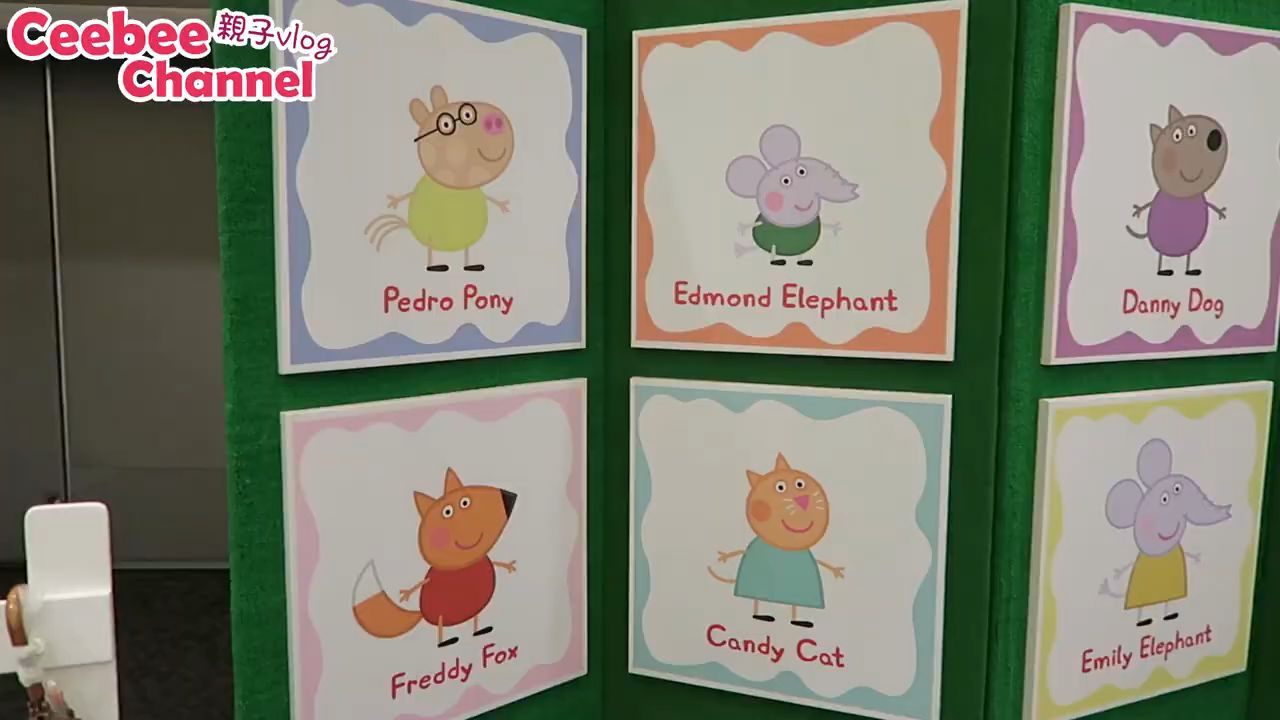 Ceebee 親子vlog
Channel
Pedro Pony
Edmond Elephant
Danny Dog
Freddy Fox
Candy Cat
Emily Elephant